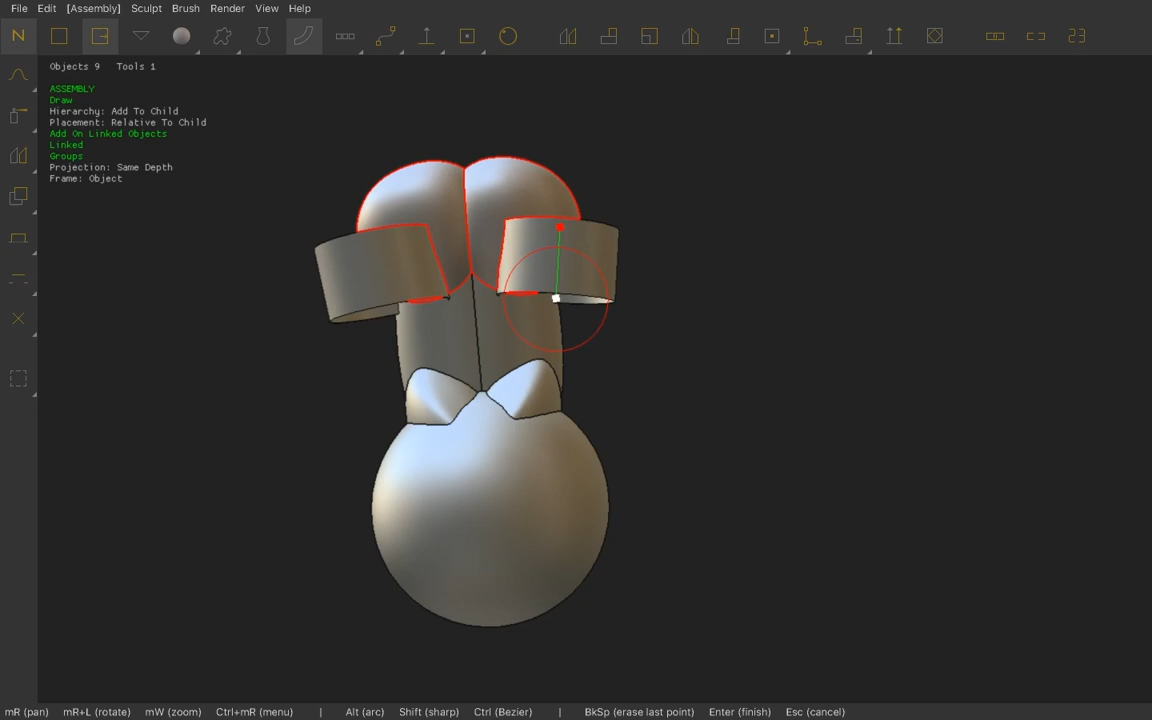 File Edit [Assembly] Sculpt Brush Render View Help
N
Objects 9 Tools 1
ASSEMBLY
Draw
Hierarchy: Add To Child
Placement: Relative To Child
Add On Linked Objects
Linked
Groups
Projection: Same Depth
Frame: Object
mR (pan) mR+L (rotate) mW (zoom) Ctrl+mR (menu) | Alt (arc) Shift (sharp) Ctrl (Bezier) | BkSp (erase last point) Enter (finish) Esc (cancel)